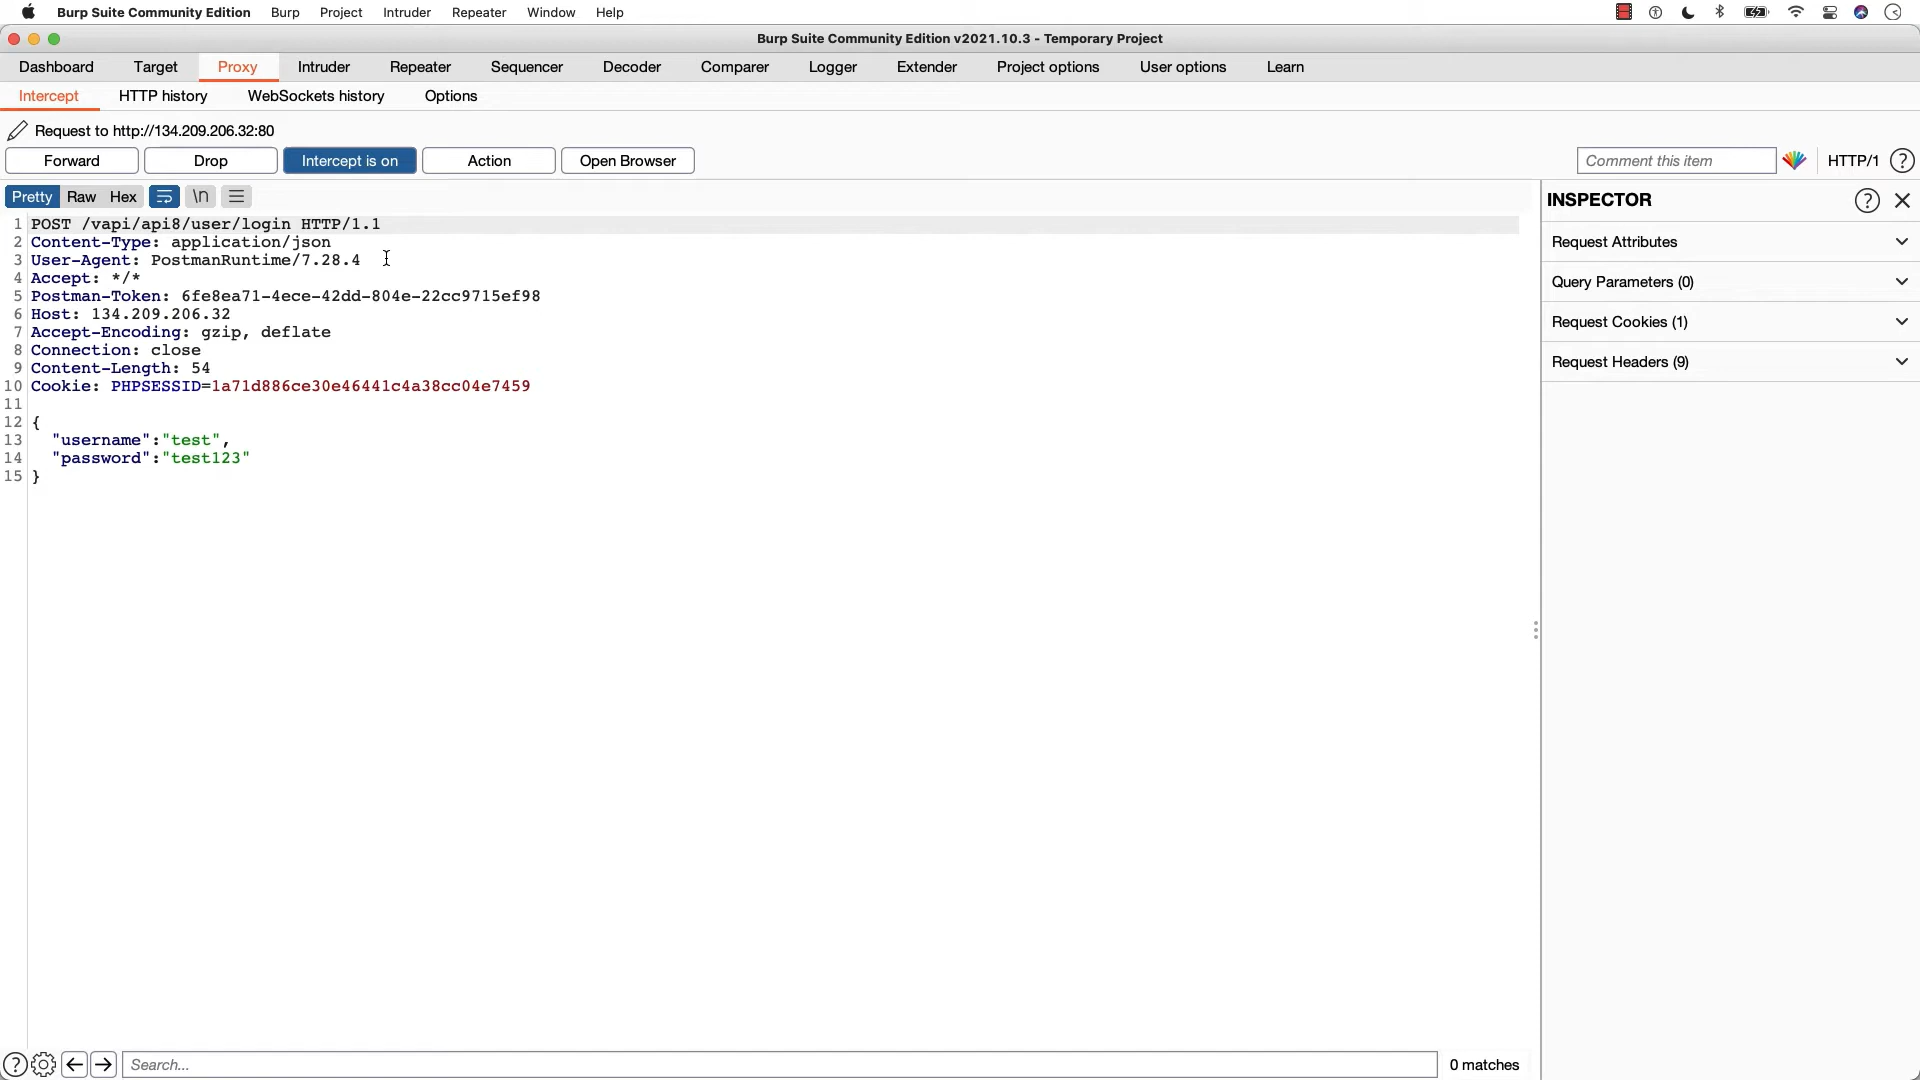 Burp Suite Community Edition Burp Project Intruder Repeater Window Help
Burp Suite Community Edition v2021.10.3 - Temporary Project
Dashboard Target Proxy Intruder Repeater Sequencer Decoder Comparer Logger Extender Project options User options Learn
Intercept HTTP history WebSockets history Options
Request to http://134.209.206.32:80
Forward Drop Intercept is on Action Open Browser Comment this item HTTP/1 ?
Pretty Raw Hex \n
INSPECTOR ?
1 POST /vapi/api8/user/login HTTP/1.1
2 Content-Type: application/json
3 User-Agent: PostmanRuntime/7.28.4
4 Accept: */*
5 Postman-Token: 6fe8ea71-4ece-42dd-804e-22cc9715ef98
6 Host: 134.209.206.32
7 Accept-Encoding: gzip, deflate
8 Connection: close
9 Content-Length: 54
10 Cookie: PHPSESSID=1a71d886ce30e46441c4a38cc04e7459
11
12 {
13 "username":"test",
14 "password":"test123"
15 }
Request Attributes
Query Parameters (0)
Request Cookies (1)
Request Headers (9)
? Search... 0 matches